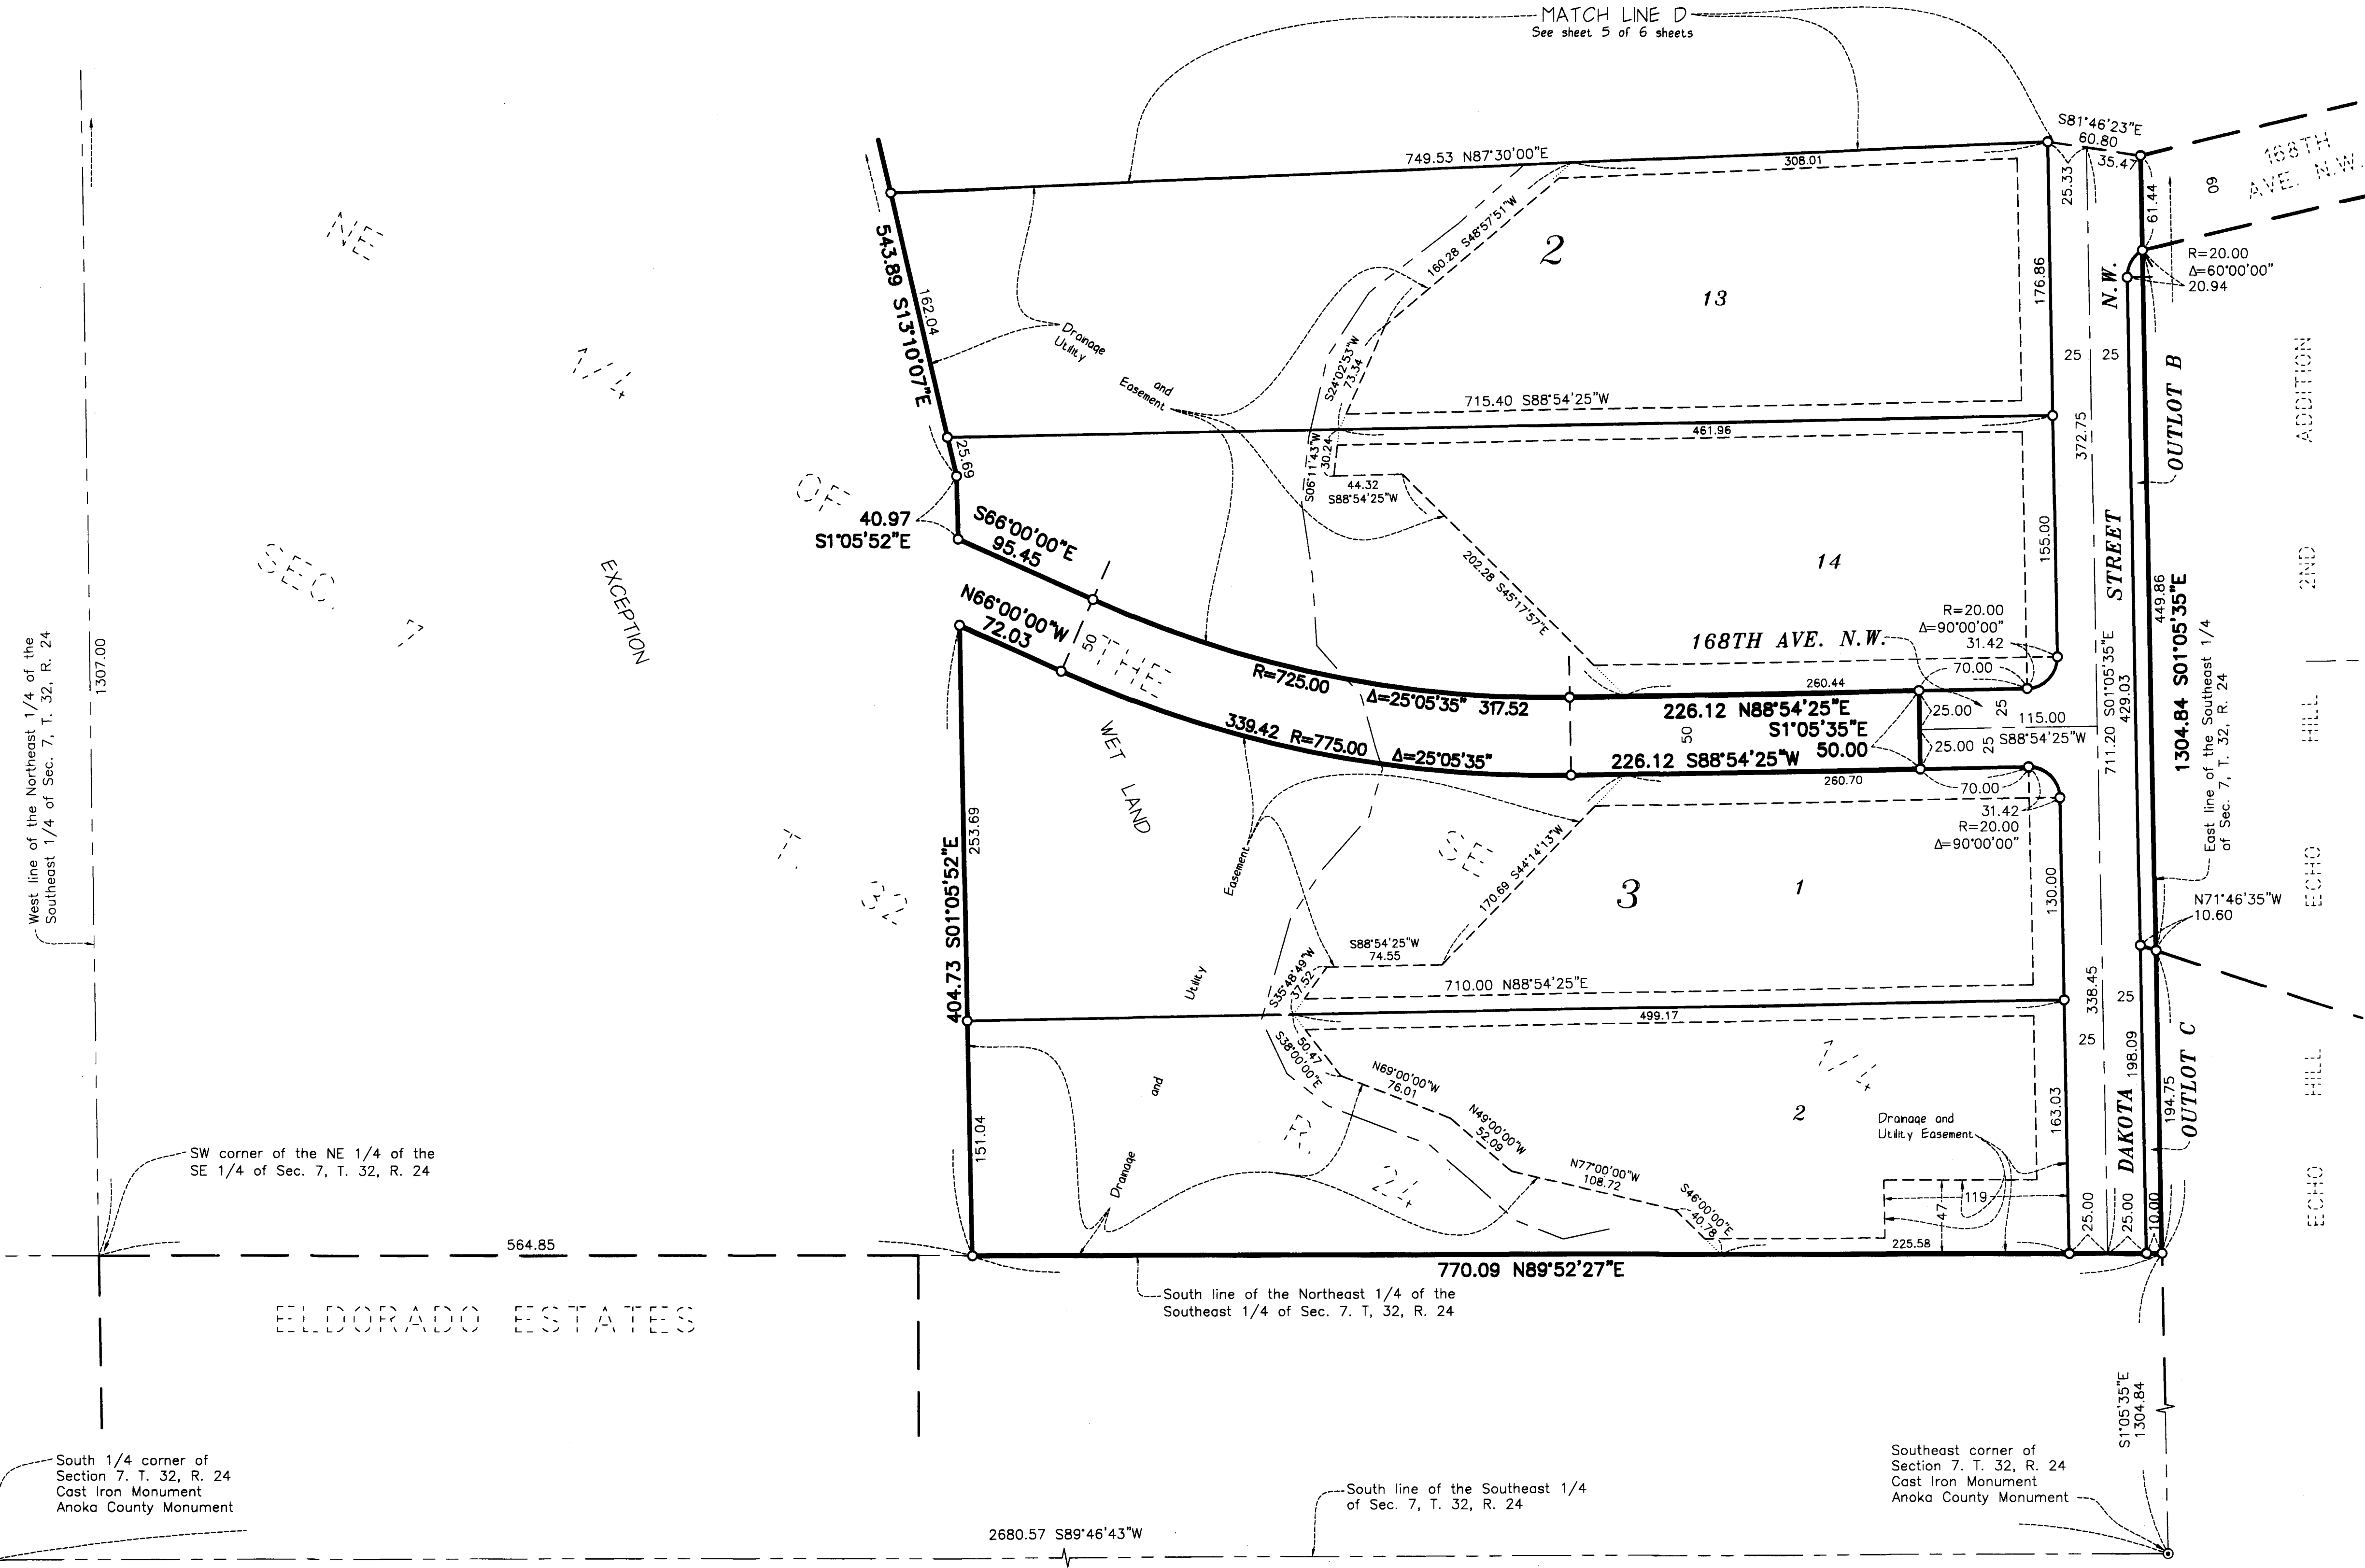 MATCH LINE D
See sheet 5 of 6 sheets
S81°46'23"E
60.80
35.47
25.33
61.44
60
168TH
AVE. N.W.
749.53 N87°30'00"E
308.01
NE
1/4
OF
THE
SE
1/4
SEC. 7
T. 32
R. 24
EXCEPTION
543.89 S13°10'07"E
162.04
25.69
Drainage
Utility
and
Easement
160.28 S48°57'51"W
S24°02'53"W
73.34
2
13
176.86
R=20.00
Δ=60°00'00"
20.94
N.W.
25
25
372.75
OUTLOT B
715.40 S88°54'25"W
461.96
S06°11'43"W
30.24
44.32
S88°54'25"W
40.97
S1°05'52"E
S66°00'00"E
95.45
N66°00'00"W
72.03
50
202.28 S45°17'57"E
14
155.00
R=20.00
Δ=90°00'00"
31.42
168TH AVE. N.W.
70.00
260.44
R=725.00 Δ=25°05'35" 317.52
339.42 R=775.00 Δ=25°05'35"
226.12 N88°54'25"E
S1°05'35"E
50.00
50
226.12 S88°54'25"W
260.70
25.00
25
25.00
25
115.00
S88°54'25"W
70.00
31.42
R=20.00
Δ=90°00'00"
STREET
711.20 S01°05'35"E
429.03
449.86
1304.84 S01°05'35"E
East line of the Southeast 1/4
of Sec. 7, T. 32, R. 24
ECHO HILL 2ND ADDITION
West line of the Northeast 1/4 of the
Southeast 1/4 of Sec. 7, T. 32, R. 24
1307.00
WET LAND
253.69
404.73 S01°05'52"E
Easement
Utility
and
Drainage
3
1
170.69 S44°14'13"W
S88°54'25"W
74.55
S35°48'49"W
37.52
710.00 N88°54'25"E
499.17
130.00
N71°46'35"W
10.60
338.45
25
25
198.09
194.75
DAKOTA
OUTLOT C
ECHO HILL
50.47
S38°00'00"E
N69°00'00"W
76.01
N49°00'00"W
52.09
N77°00'00"W
108.72
S46°00'00"E
40.78
2
163.03
Drainage and
Utility Easement
119
47
225.58
25.00
25.00
10.00
151.04
SW corner of the NE 1/4 of the
SE 1/4 of Sec. 7, T. 32, R. 24
564.85
770.09 N89°52'27"E
South line of the Northeast 1/4 of the
Southeast 1/4 of Sec. 7. T, 32, R. 24
ELDORADO ESTATES
S1°05'35"E
1304.84
South 1/4 corner of
Section 7. T. 32, R. 24
Cast Iron Monument
Anoka County Monument
South line of the Southeast 1/4
of Sec. 7, T. 32, R. 24
Southeast corner of
Section 7. T. 32, R. 24
Cast Iron Monument
Anoka County Monument
2680.57 S89°46'43"W